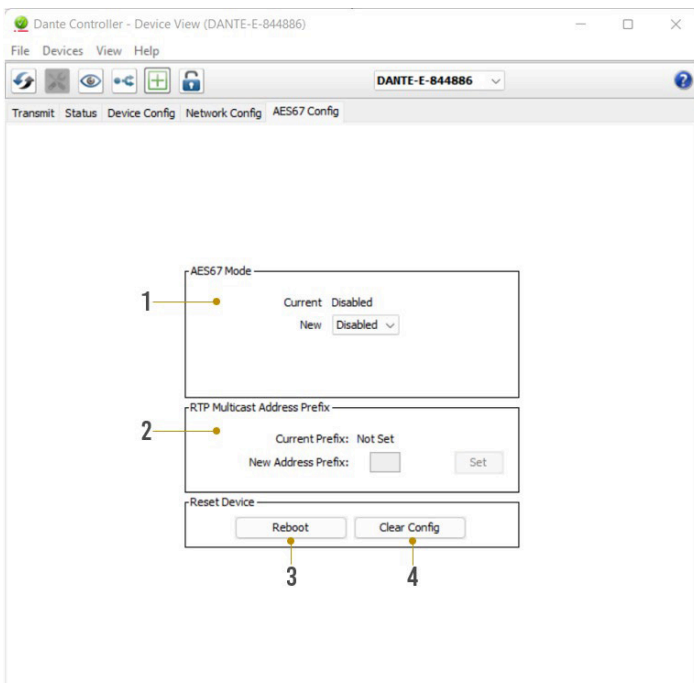 Dante Controller - Device View (DANTE-E-844886)
File Devices View Help
DANTE-E-844886
?
Transmit Status Device Config Network Config AES67 Config
AES67 Mode
1
Current Disabled
New Disabled
RTP Multicast Address Prefix
2
Current Prefix: Not Set
New Address Prefix: Set
Reset Device
Reboot Clear Config
3 4